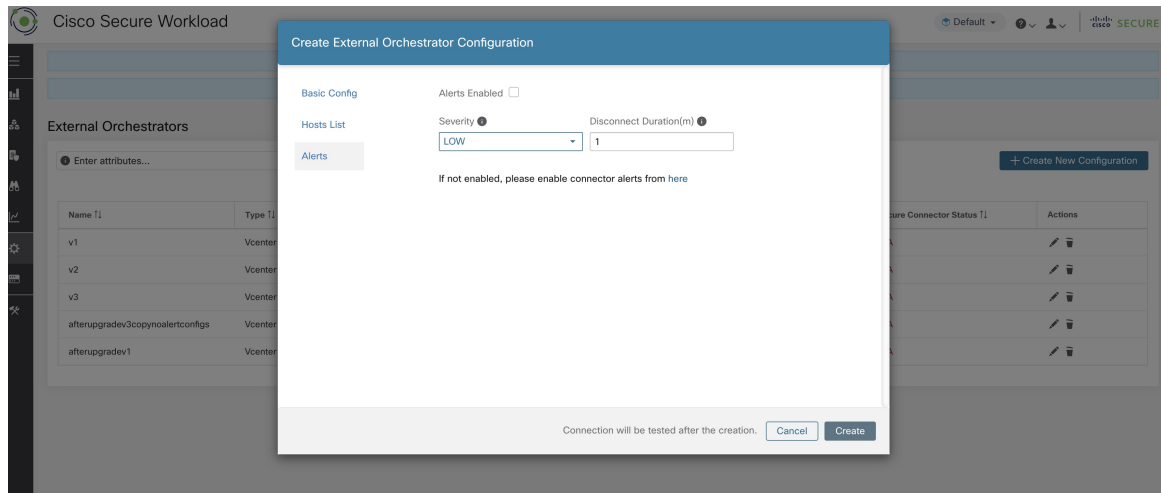 Cisco Secure Workload
Default
cisco SECURE
Create External Orchestrator Configuration
Basic Config
Hosts List
Alerts
Alerts Enabled
Severity
Disconnect Duration(m)
LOW
1
If not enabled, please enable connector alerts from here
External Orchestrators
Enter attributes...
+ Create New Configuration
Name Type cure Connector Status Actions
v1 Vcenter
v2 Vcenter
v3 Vcenter
afterupgradev3copynoalertconfigs Vcenter
afterupgradev1 Vcenter
Connection will be tested after the creation. Cancel Create